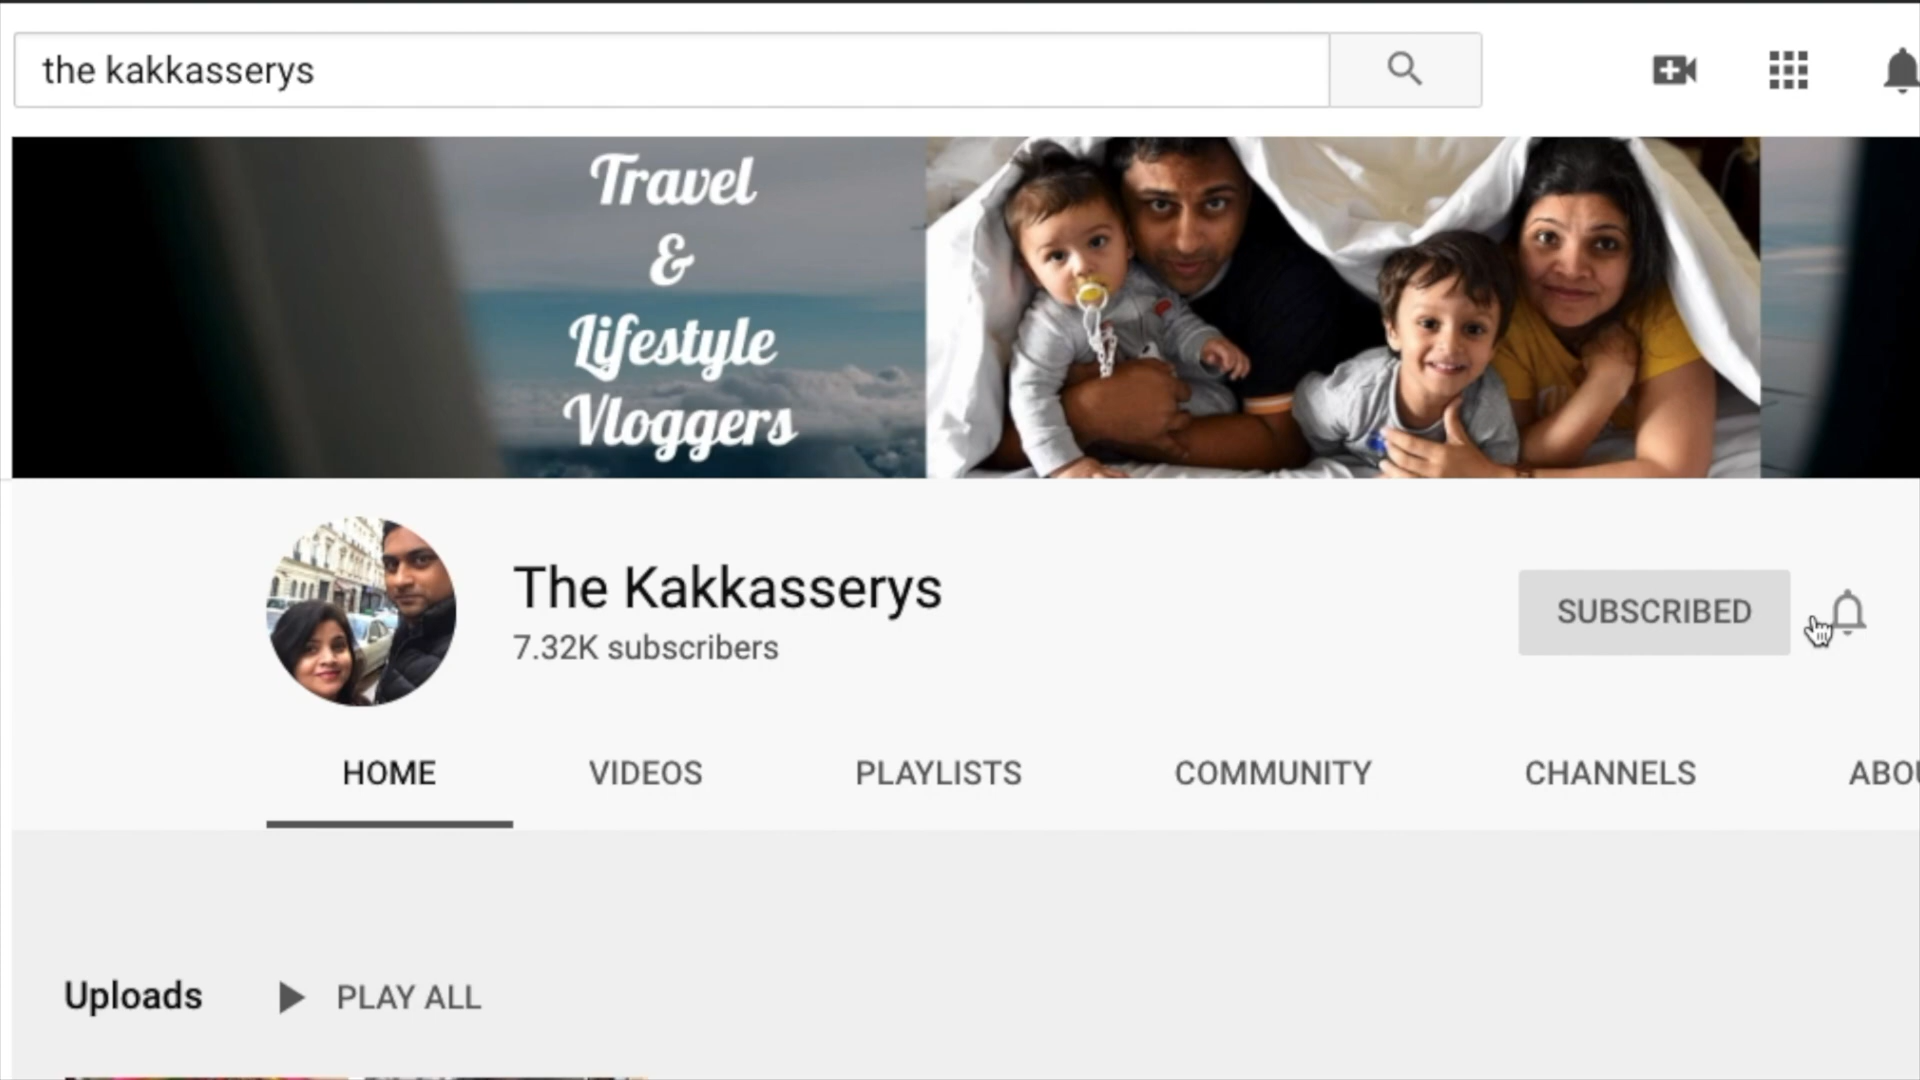 the kakkasserys
Travel
&
Lifestyle
Vloggers
The Kakkasserys
7.32K subscribers
SUBSCRIBED
HOME VIDEOS PLAYLISTS COMMUNITY CHANNELS
Uploads PLAY ALL